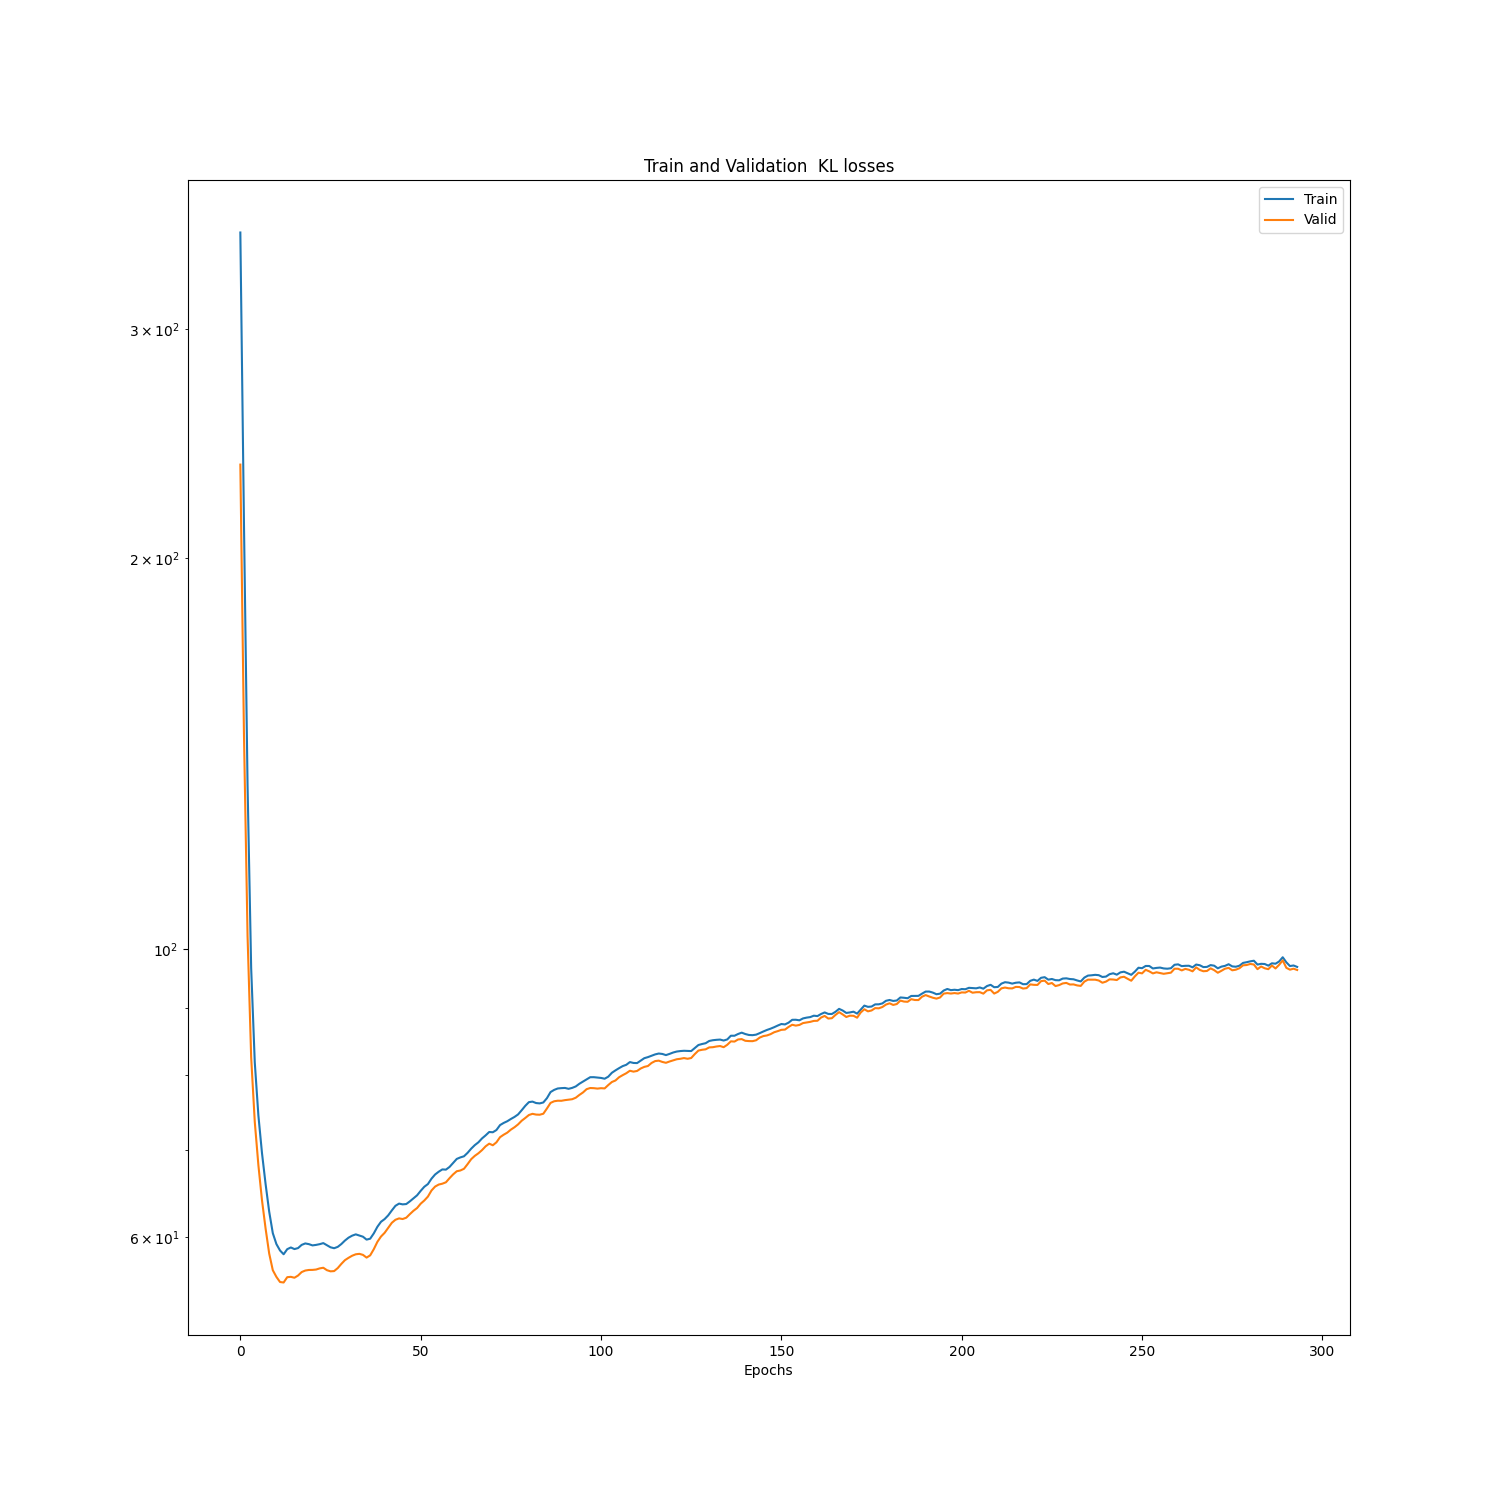 Train and Validation  KL losses
Train
Valid
3 × 10²
2 × 10²
10²
6 × 10¹
0 50 100 150 200 250 300
Epochs